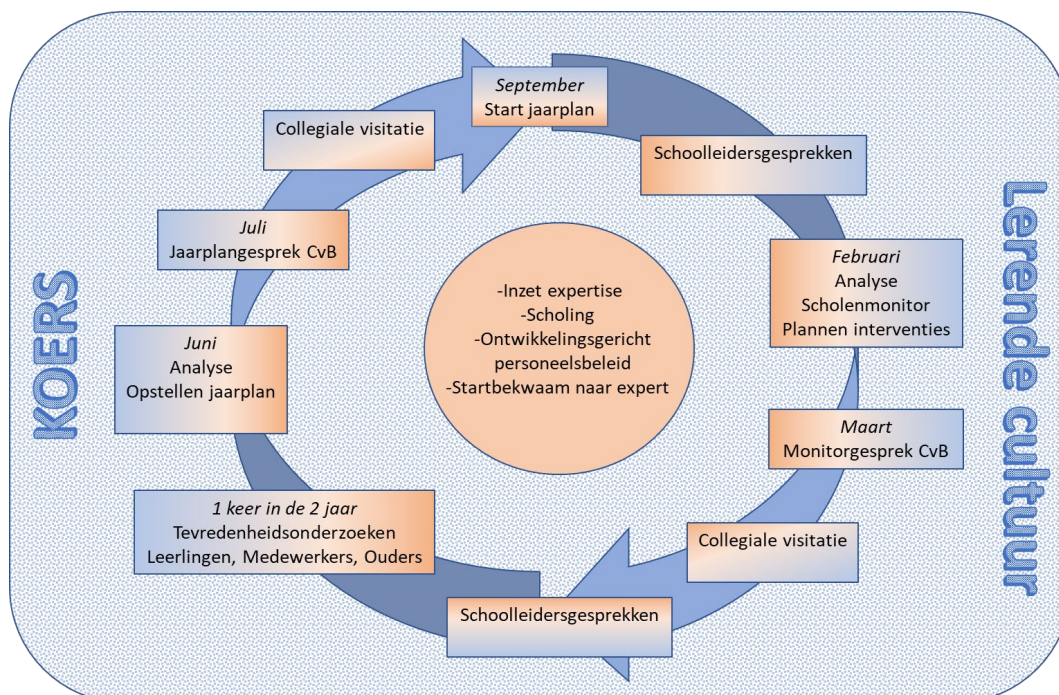 September
Start jaarplan
Schoolleidersgesprekken
Februari
Analyse
Scholenmonitor
Plannen interventies
Maart
Monitorgesprek CvB
Collegiale visitatie
Schoolleidersgesprekken
1 keer in de 2 jaar
Tevredenheidsonderzoeken
Leerlingen, Medewerkers, Ouders
Juni
Analyse
Opstellen jaarplan
Juli
Jaarplangesprek CvB
Collegiale visitatie
-Inzet expertise
-Scholing
-Ontwikkelingsgericht
personeelsbeleid
-Startbekwaam naar expert
KOERS
Lerende cultuur